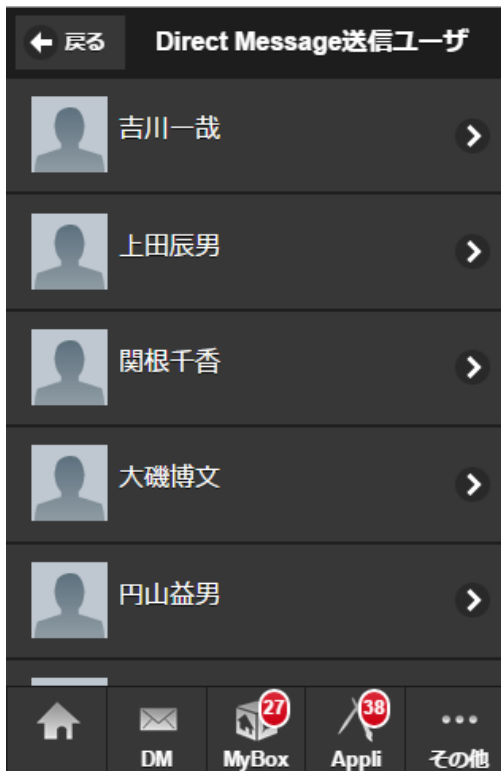 戻る
Direct Message送信ユーザ
吉川一哉
上田辰男
関根千香
大磯博文
円山益男
27
38
DM
MyBox
Appli
その他